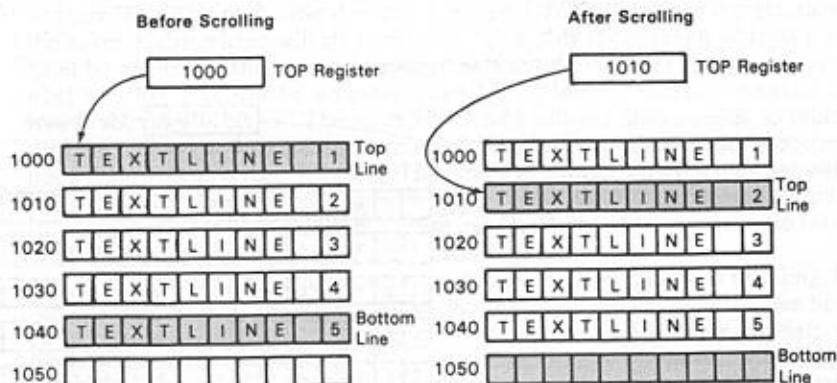 Before Scrolling
1000 TOP Register
1000 T E X T L I N E 1 Top Line
1010 T E X T L I N E 2
1020 T E X T L I N E 3
1030 T E X T L I N E 4
1040 T E X T L I N E 5 Bottom Line
1050
After Scrolling
1010 TOP Register
1000 T E X T L I N E 1
1010 T E X T L I N E 2 Top Line
1020 T E X T L I N E 3
1030 T E X T L I N E 4
1040 T E X T L I N E 5
1050 Bottom Line